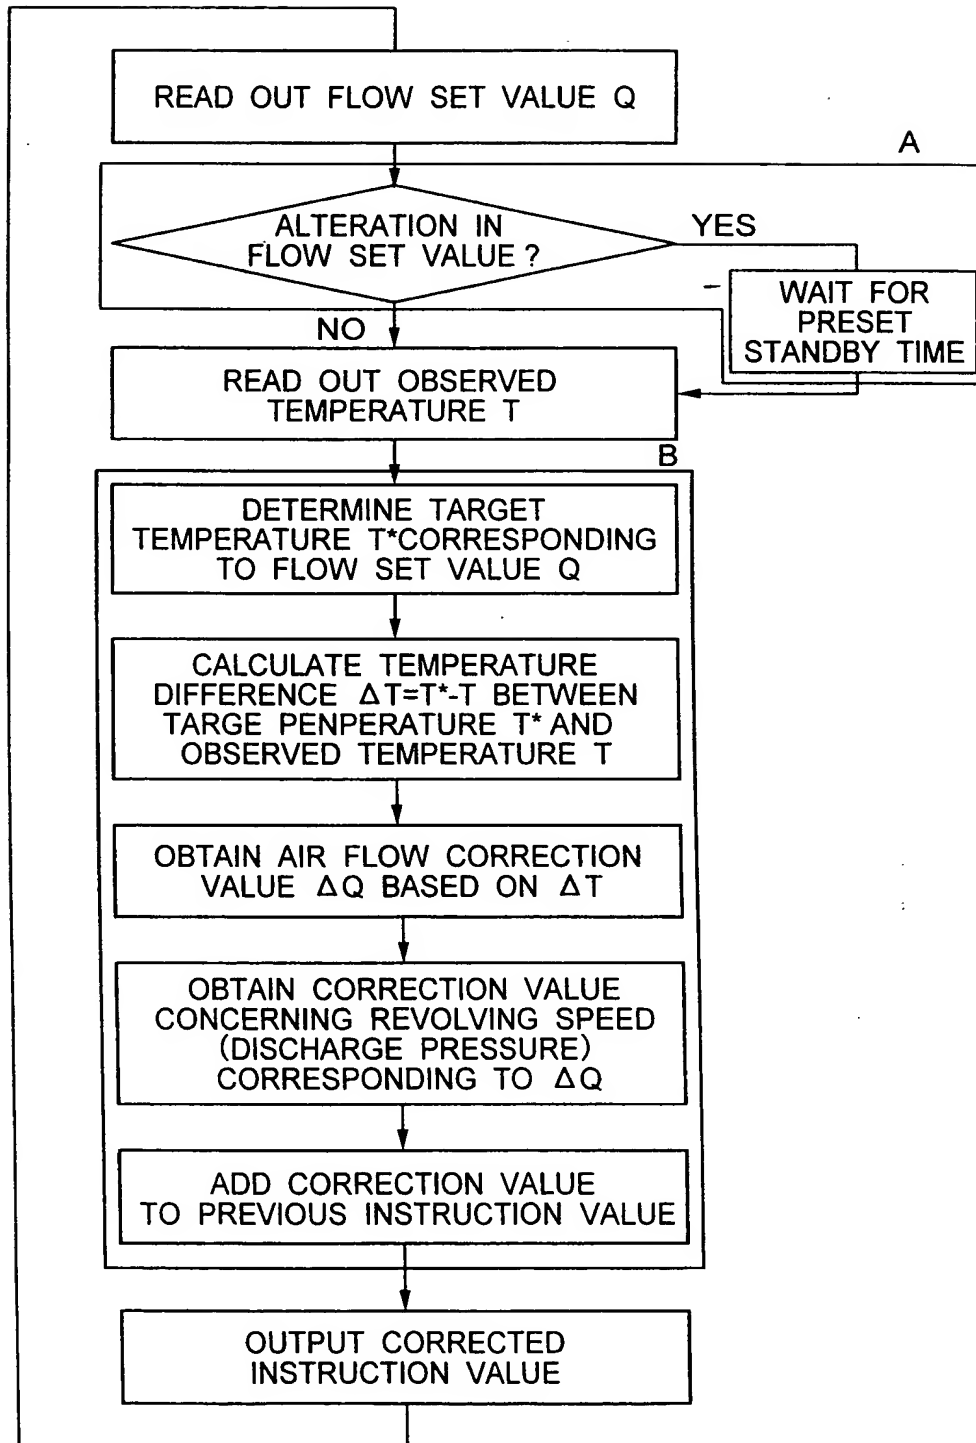 READ OUT FLOW SET VALUE Q
A
ALTERATION IN
FLOW SET VALUE ?
YES
WAIT FOR
PRESET
STANDBY TIME
NO
READ OUT OBSERVED
TEMPERATURE T
B
DETERMINE TARGET
TEMPERATURE T*CORRESPONDING
TO FLOW SET VALUE Q
CALCULATE TEMPERATURE
DIFFERENCE ΔT=T*-T BETWEEN
TARGE PENPERATURE T* AND
OBSERVED TEMPERATURE T
OBTAIN AIR FLOW CORRECTION
VALUE ΔQ BASED ON ΔT
OBTAIN CORRECTION VALUE
CONCERNING REVOLVING SPEED
(DISCHARGE PRESSURE)
CORRESPONDING TO ΔQ
ADD CORRECTION VALUE
TO PREVIOUS INSTRUCTION VALUE
OUTPUT CORRECTED
INSTRUCTION VALUE